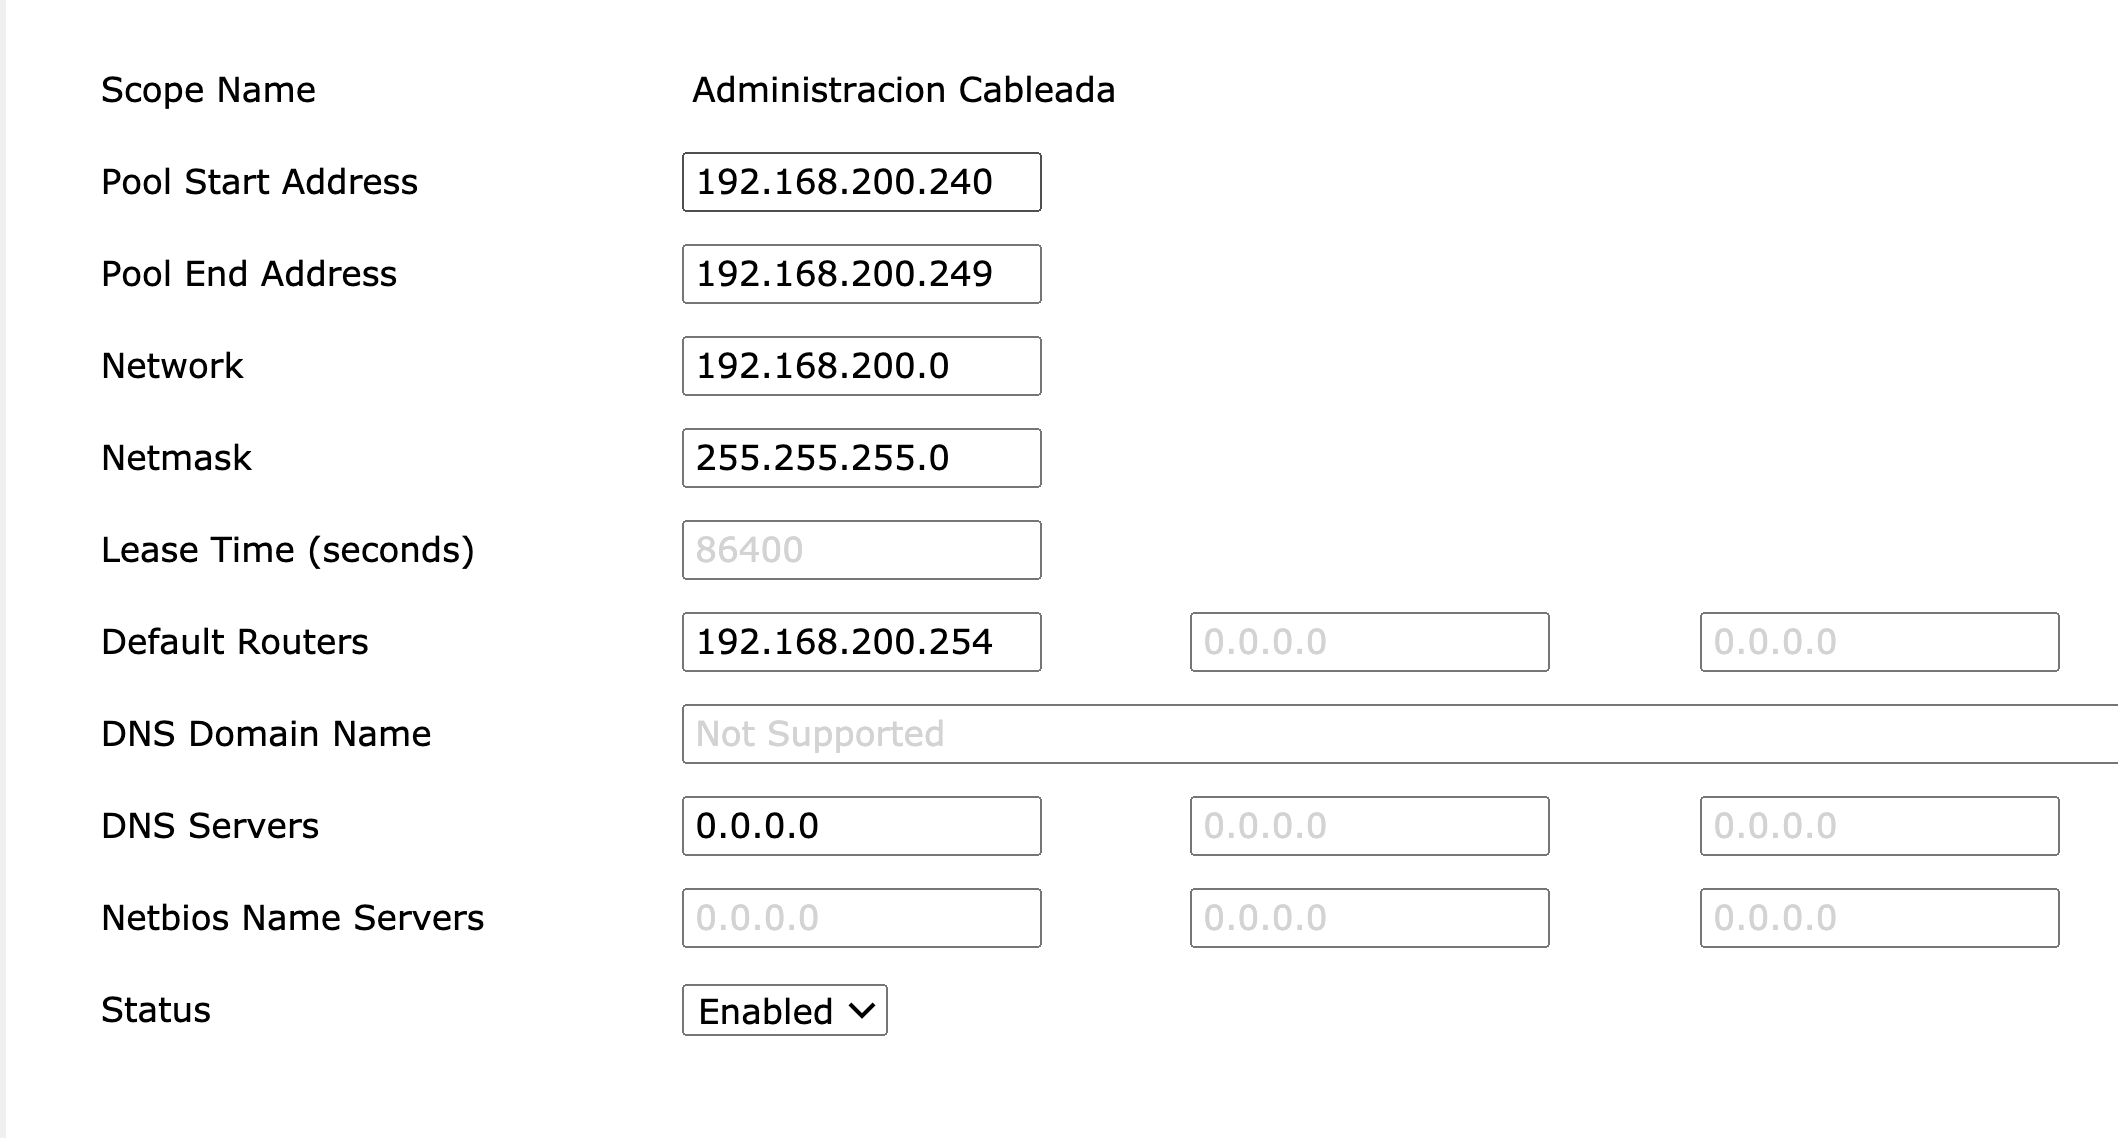 Scope Name Administracion Cableada
Pool Start Address 192.168.200.240
Pool End Address 192.168.200.249
Network 192.168.200.0
Netmask 255.255.255.0
Lease Time (seconds) 86400
Default Routers 192.168.200.254 0.0.0.0 0.0.0.0
DNS Domain Name Not Supported
DNS Servers 0.0.0.0 0.0.0.0 0.0.0.0
Netbios Name Servers 0.0.0.0 0.0.0.0 0.0.0.0
Status Enabled